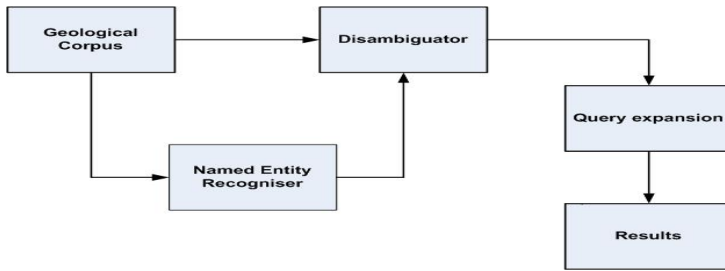 Geological
Corpus
Disambiguator
Query expansion
Named Entity
Recogniser
Results